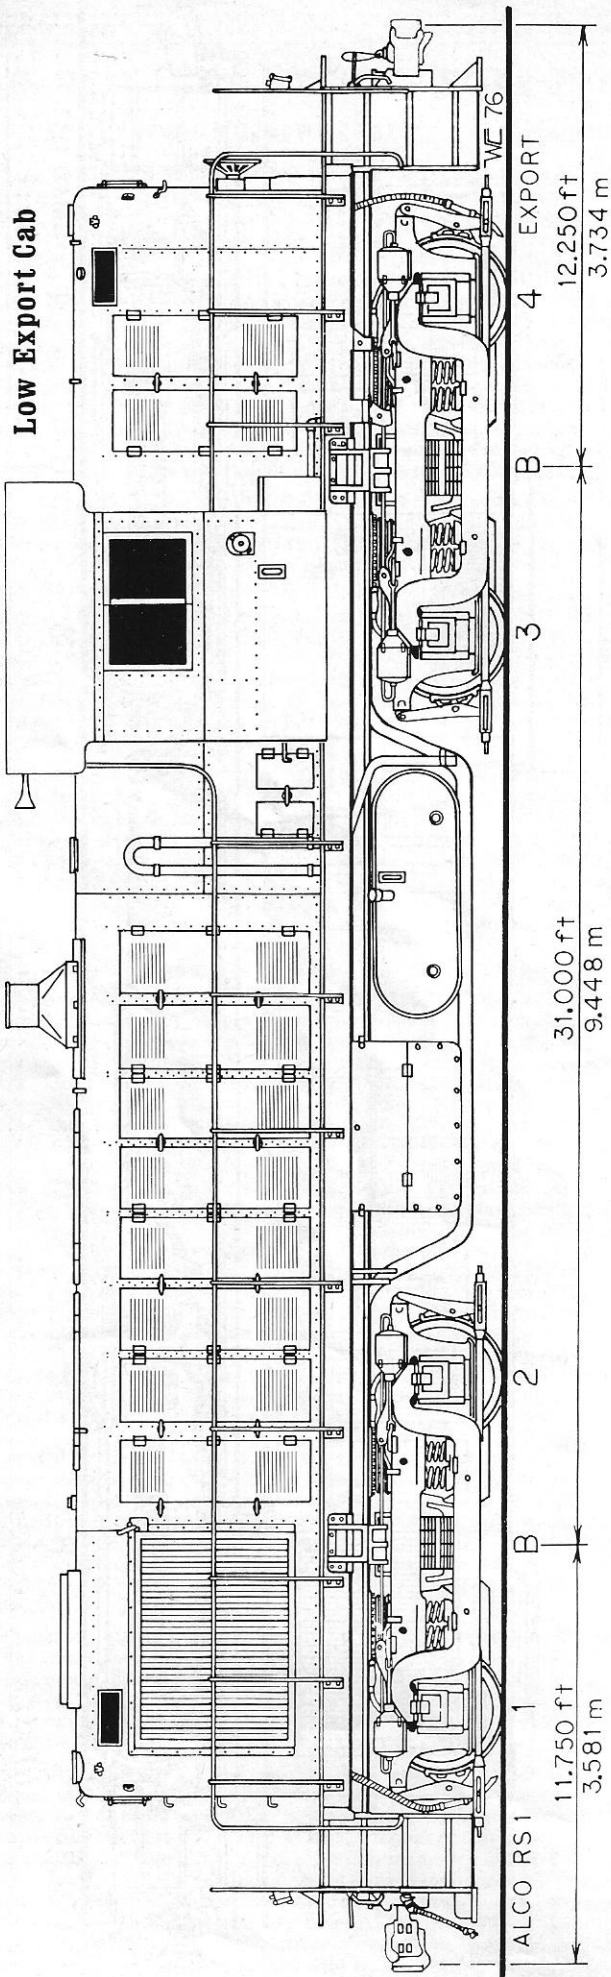 Low Export Cab
WC 76
ALCO RS1
1
B
2
3
B
4
EXPORT
11.750 ft
3.581 m
31.000 ft
9.448 m
12.250 ft
3.734 m